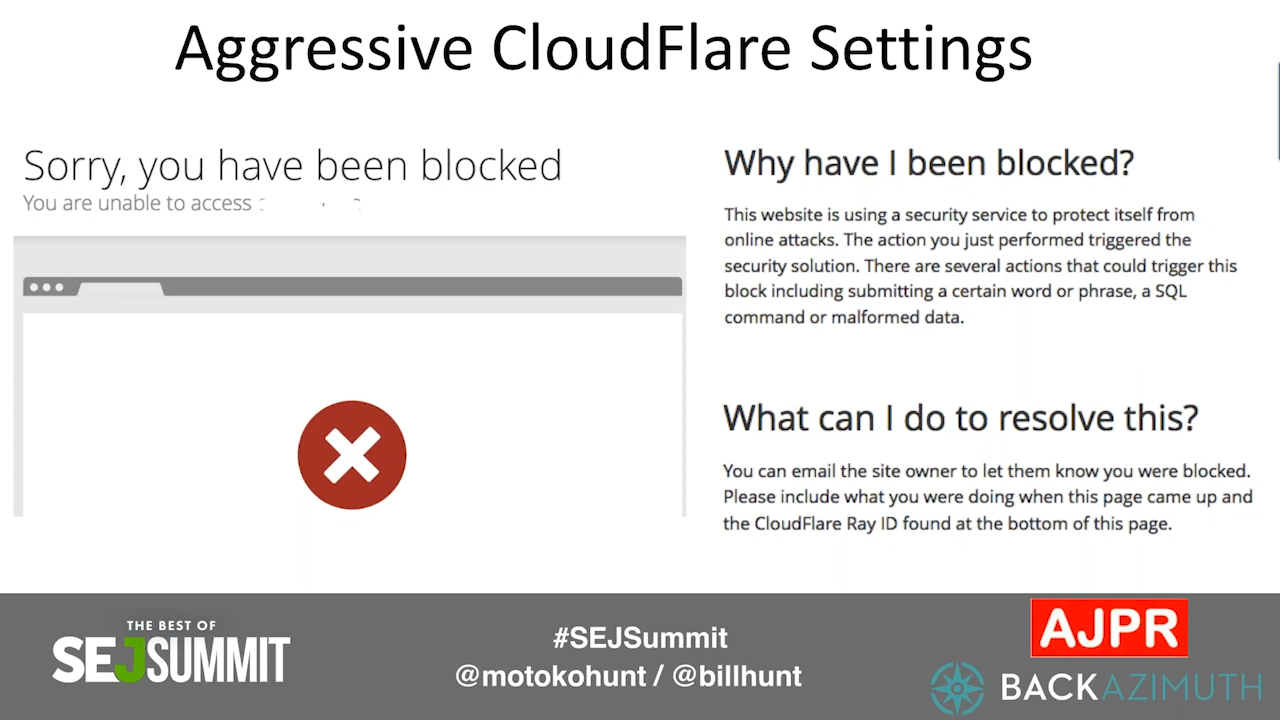 Aggressive CloudFlare Settings
Sorry, you have been blocked
You are unable to access
Why have I been blocked?
This website is using a security service to protect itself from
online attacks. The action you just performed triggered the
security solution. There are several actions that could trigger this
block including submitting a certain word or phrase, a SQL
command or malformed data.
What can I do to resolve this?
You can email the site owner to let them know you were blocked.
Please include what you were doing when this page came up and
the CloudFlare Ray ID found at the bottom of this page.
THE BEST OF
SEJSUMMIT
#SEJSummit
@motokohunt / @billhunt
AJPR
BACKAZIMUTH